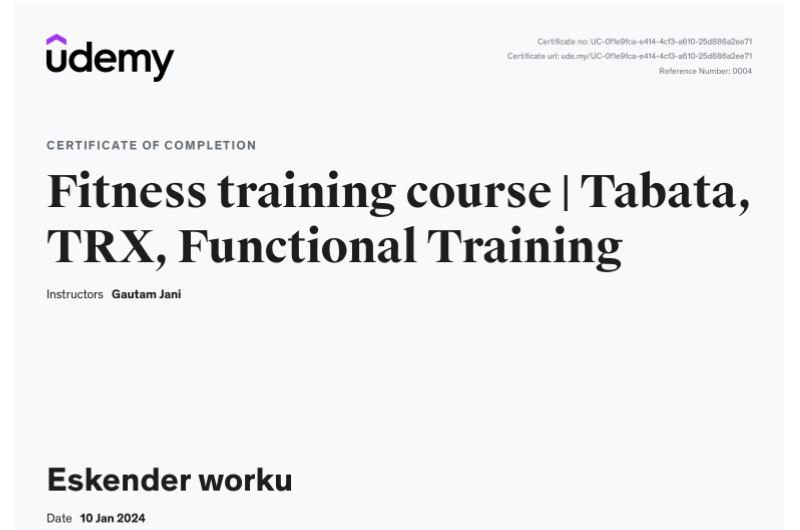 udemy
Certificate no: UC-0f1e9fca-e414-4cf3-a610-25d886a2ee71
Certificate url: ude.my/UC-0f1e9fca-e414-4cf3-a610-25d886a2ee71
Reference Number: 0004
CERTIFICATE OF COMPLETION
Fitness training course | Tabata,
TRX, Functional Training
Instructors Gautam Jani
Eskender worku
Date 10 Jan 2024